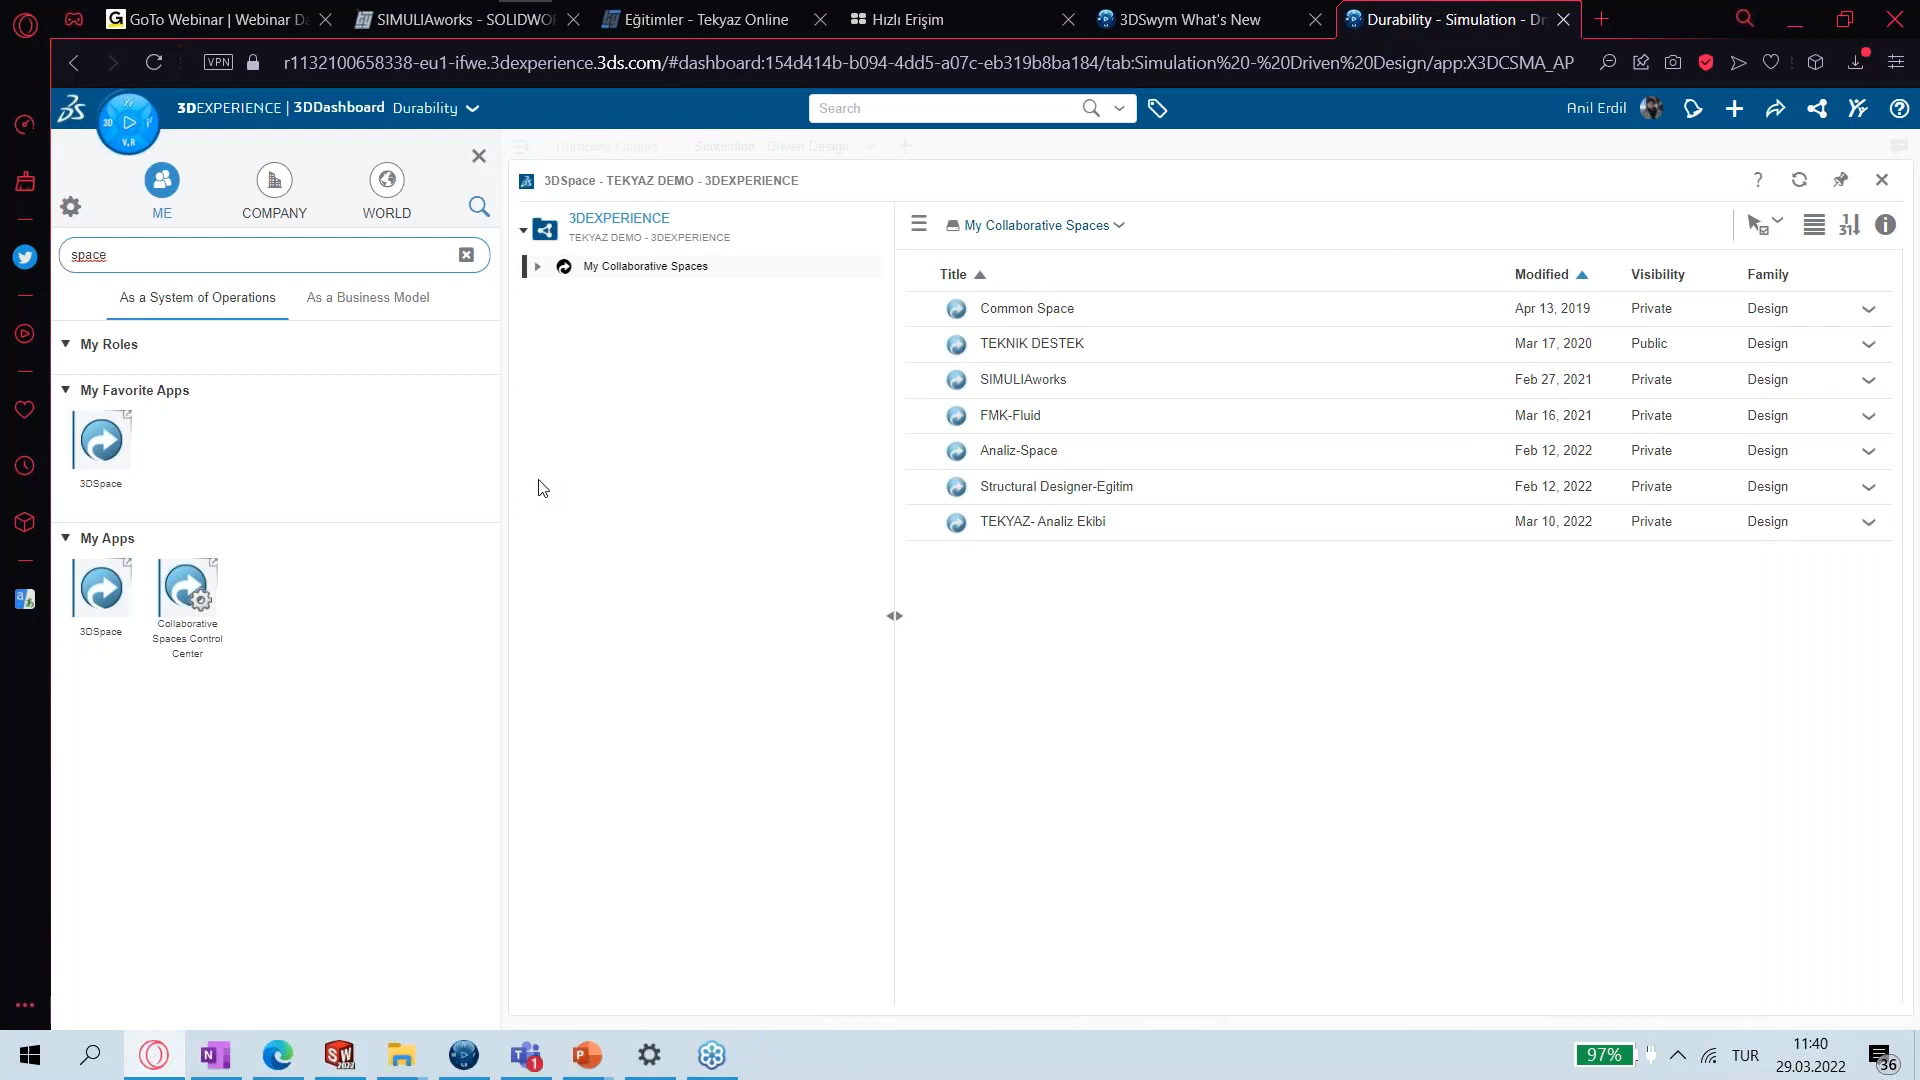 GoTo Webinar | Webinar D
SIMULIAworks - SOLIDWO
Eğitimler - Tekyaz Online
Hızlı Erişim
3DSwym What's New
Durability - Simulation - Dr
VPN
r1132100658338-eu1-ifwe.3dexperience.3ds.com/#dashboard:154d414b-b094-4dd5-a07c-eb319b8ba184/tab:Simulation%20-%20Driven%20Design/app:X3DCSMA_AP
3DEXPERIENCE | 3DDashboard Durability
Search
Anil Erdil
3D
V.R
ME
COMPANY
WORLD
space
As a System of Operations
As a Business Model
My Roles
My Favorite Apps
3DSpace
My Apps
3DSpace
Collaborative
Spaces Control
Center
Simulation - Driven Design
3DSpace - TEKYAZ DEMO - 3DEXPERIENCE
3DEXPERIENCE
TEKYAZ DEMO - 3DEXPERIENCE
My Collaborative Spaces
My Collaborative Spaces
Title Modified Visibility Family
Common Space Apr 13, 2019 Private Design
TEKNIK DESTEK Mar 17, 2020 Public Design
SIMULIAworks Feb 27, 2021 Private Design
FMK-Fluid Mar 16, 2021 Private Design
Analiz-Space Feb 12, 2022 Private Design
Structural Designer-Egitim Feb 12, 2022 Private Design
TEKYAZ- Analiz Ekibi Mar 10, 2022 Private Design
97%
TUR
11:40
29.03.2022
36